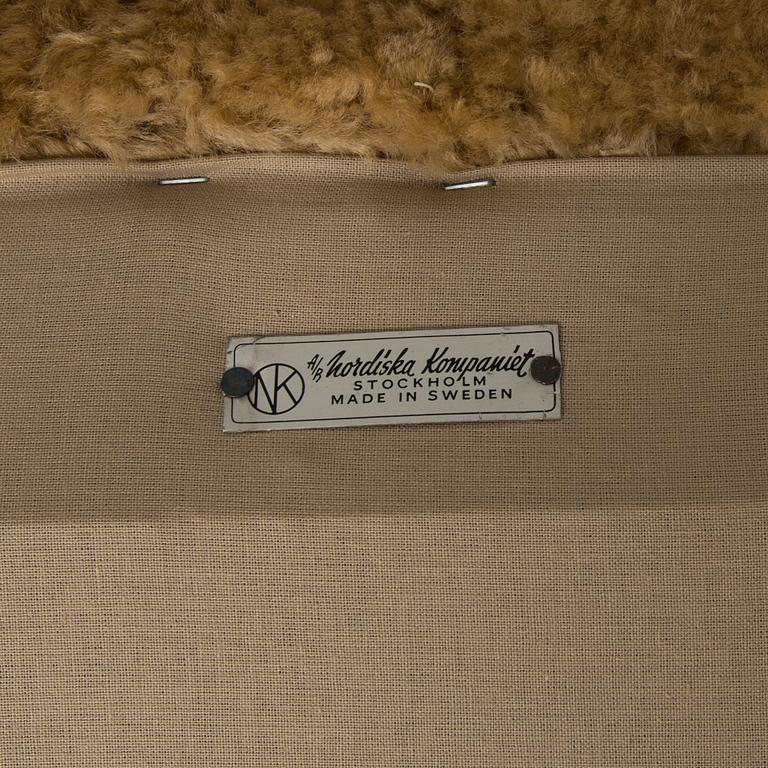 NK
A/B Nordiska Kompaniet
STOCKHOLM
MADE IN SWEDEN